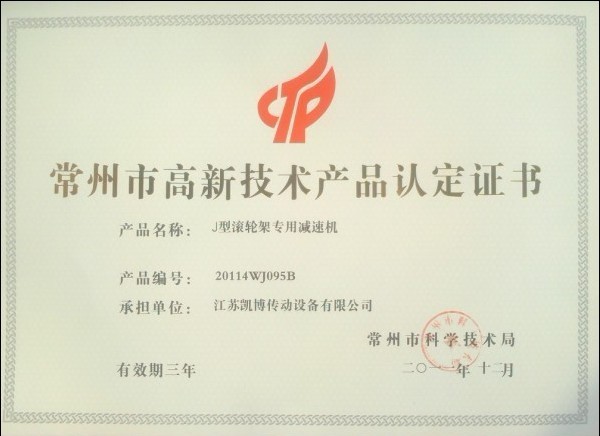 CTP
常州市高新技术产品认定证书
产品名称： J型滚轮架专用减速机
产品编号： 20114WJ095B
承担单位： 江苏凯博传动设备有限公司
常州市科学技术局
有效期三年 二〇一一年十二月